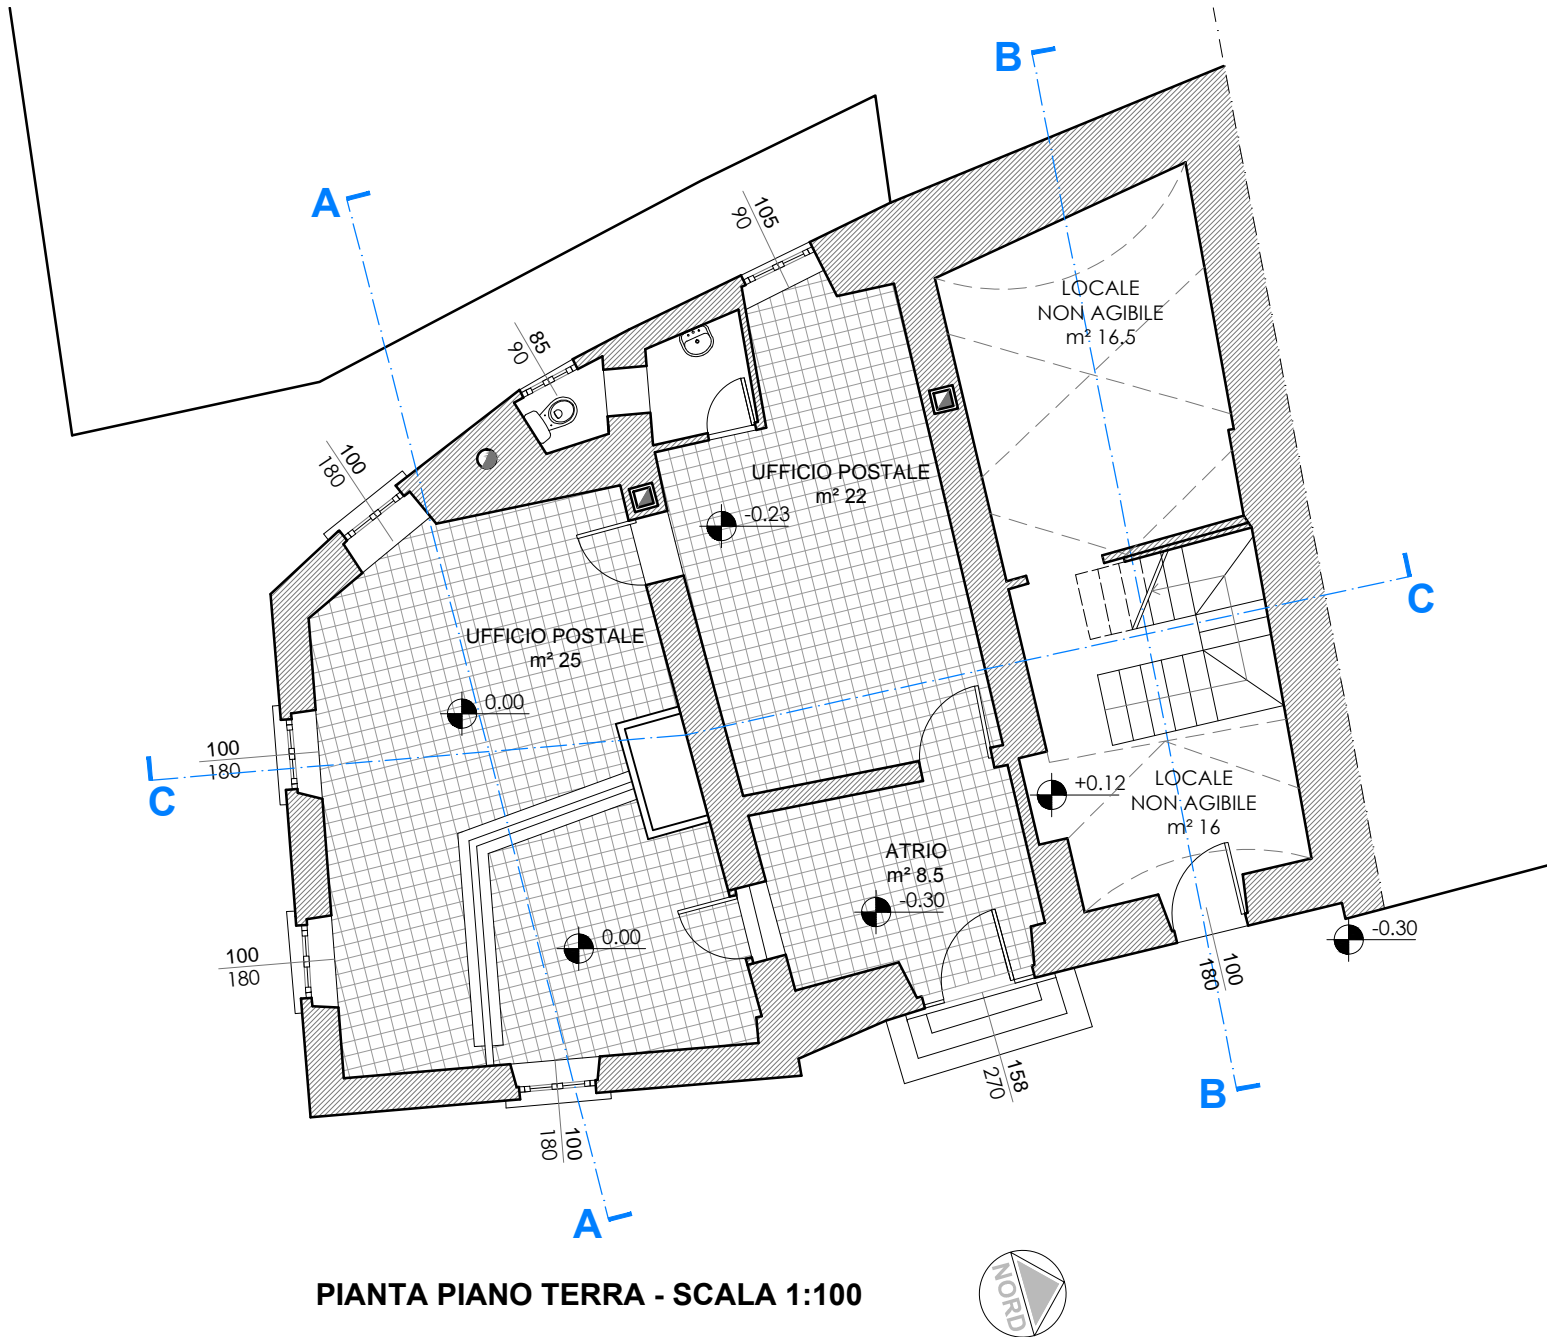 B
A
105
90
LOCALE
NON AGIBILE
m² 16.5
85
90
100
180
UFFICIO POSTALE
m² 22
-0.23
C
UFFICIO POSTALE
m² 25
0.00
100
180
C
+0.12
LOCALE
NON AGIBILE
m² 16
ATRIO
m² 8.5
-0.30
0.00
-0.30
100
180
100
180
158
270
B
100
180
A
PIANTA PIANO TERRA - SCALA 1:100
NORD